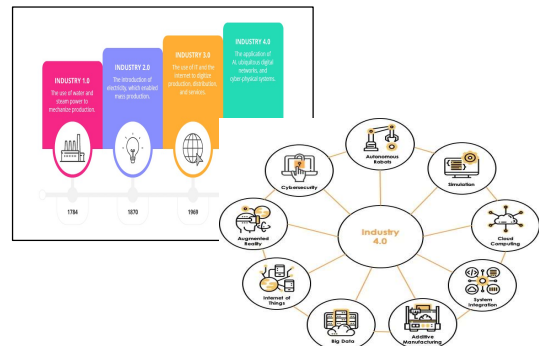 INDUSTRY 1.0
The use of water and
steam power to
mechanize production.
INDUSTRY 2.0
The introduction of
electricity, which enabled
mass production.
INDUSTRY 3.0
The use of IT and the
internet to digitize
production, distribution,
and services.
INDUSTRY 4.0
The application of
AI, ubiquitous digital
networks, and
cyber-physical systems.
1784
1870
1969
Industry
4.0
Autonomous
Robots
Simulation
Cloud
Computing
System
Integration
Additive
Manufacturing
Big Data
Internet of
Things
Augmented
Reality
Cybersecurity